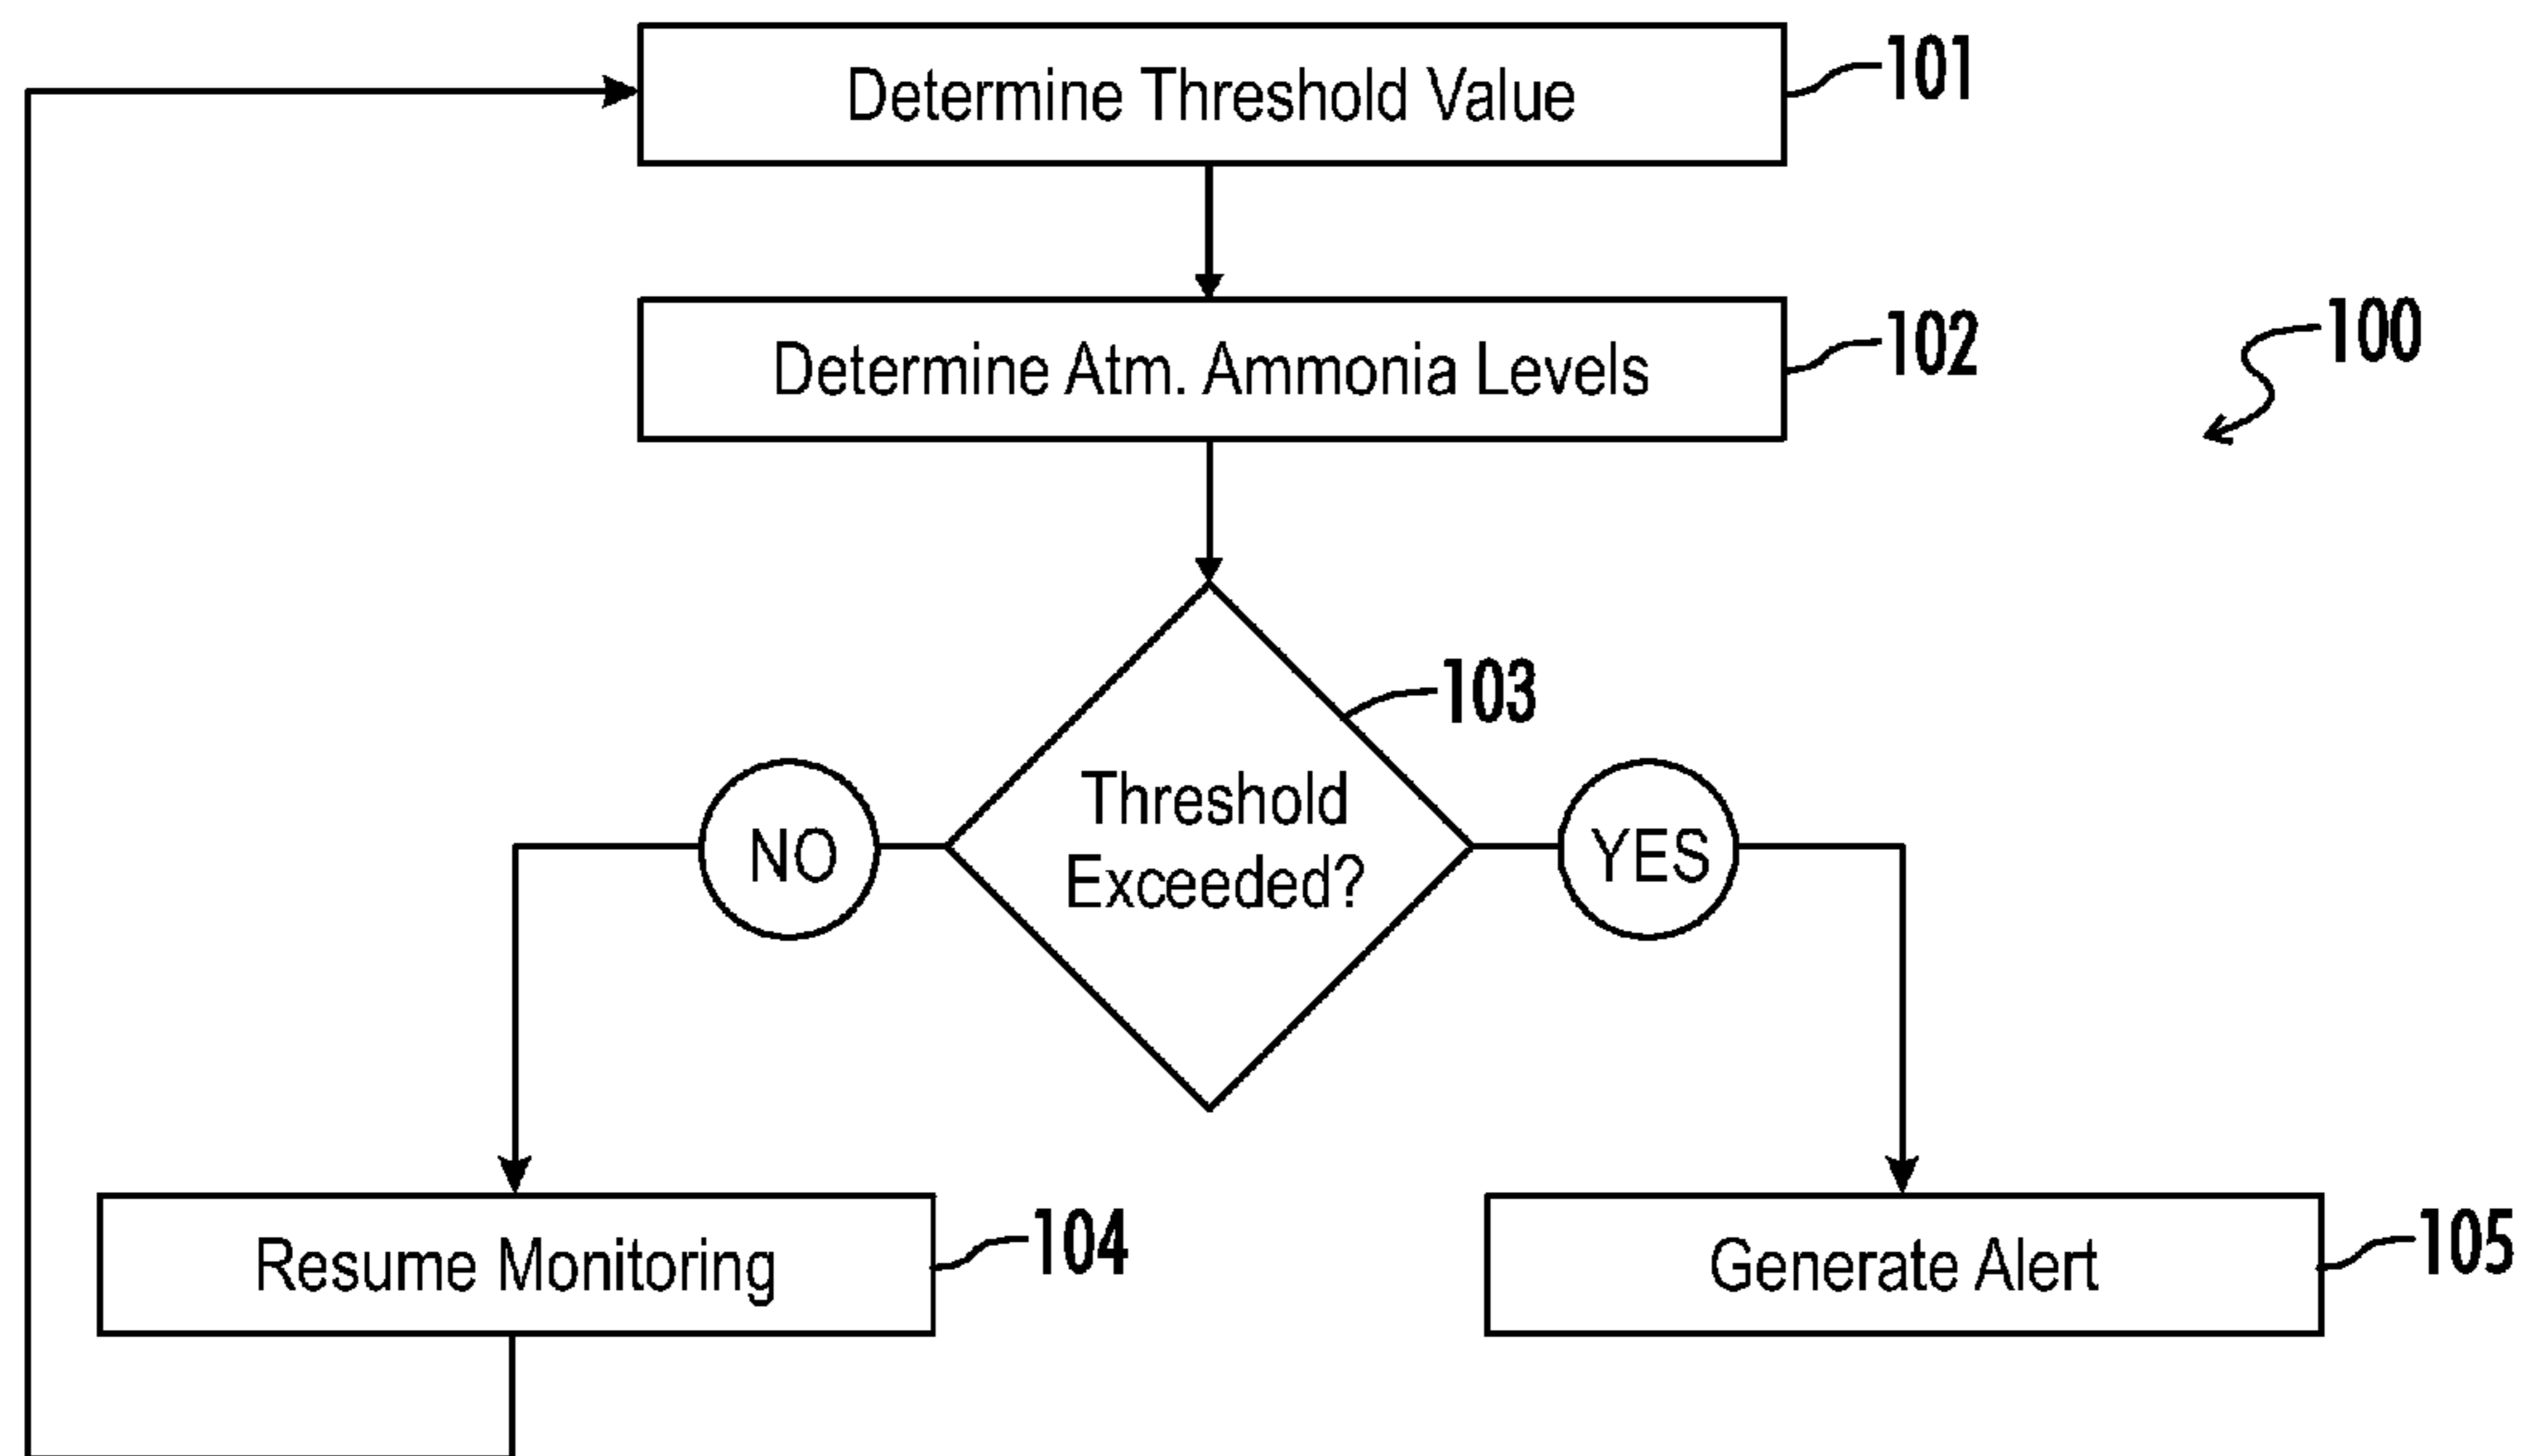 Determine Threshold Value
101
Determine Atm. Ammonia Levels
102
100
103
Threshold
Exceeded?
NO
YES
Resume Monitoring
104
Generate Alert
105